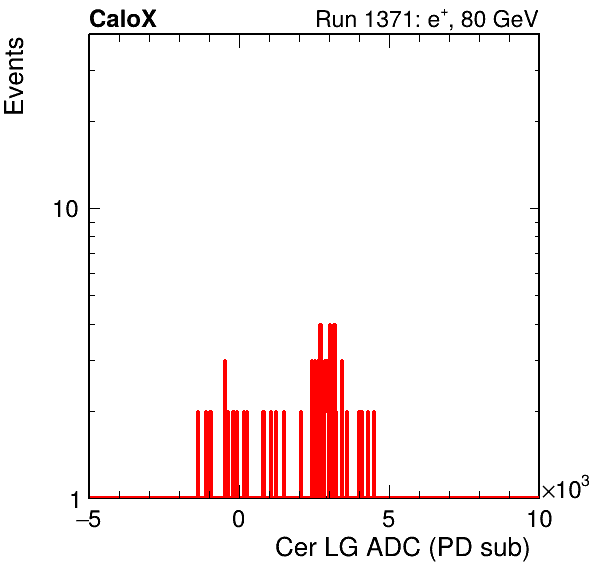 CaloX Run 1371: e⁺, 80 GeV
Events
10
1
−5 0 5 10
×10³
Cer LG ADC (PD sub)